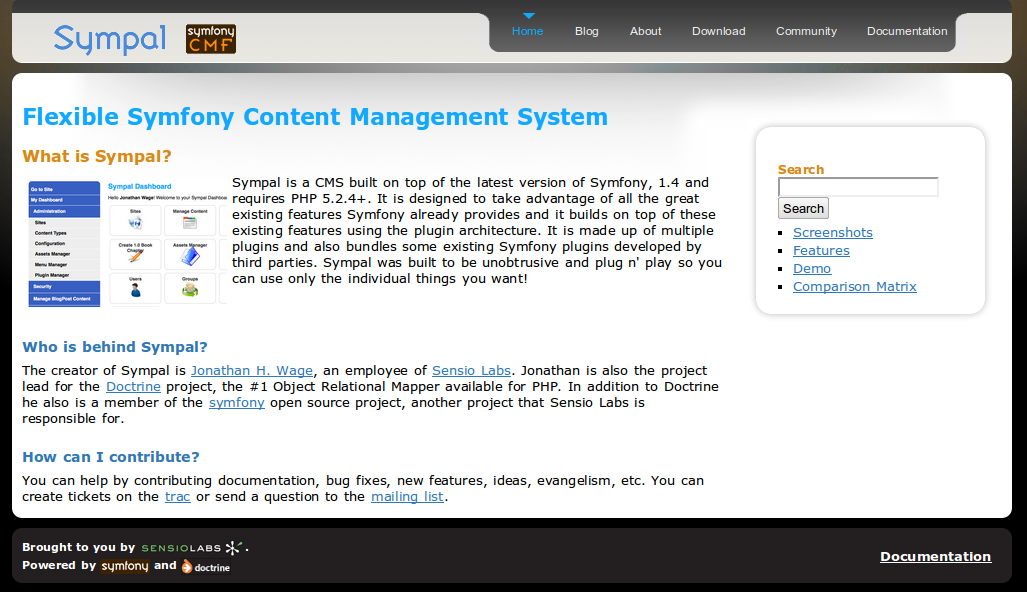 Sympal
symfony
CMF
Home Blog About Download Community Documentation
Flexible Symfony Content Management System
What is Sympal?
Go to Site
My Dashboard
Administration
Sites
Content Types
Configuration
Assets Manager
Menu Manager
Plugin Manager
Security
Manage BlogPost Content
Sympal Dashboard
Hello Jonathan Wage! Welcome to your Sympal Dashboa
Sites Manage Content
Create 1.0 Book Assets Manager
Chapter
Users Groups
Sympal is a CMS built on top of the latest version of Symfony, 1.4 and
requires PHP 5.2.4+. It is designed to take advantage of all the great
existing features Symfony already provides and it builds on top of these
existing features using the plugin architecture. It is made up of multiple
plugins and also bundles some existing Symfony plugins developed by
third parties. Sympal was built to be unobtrusive and plug n' play so you
can use only the individual things you want!
Who is behind Sympal?
The creator of Sympal is Jonathan H. Wage, an employee of Sensio Labs. Jonathan is also the project
lead for the Doctrine project, the #1 Object Relational Mapper available for PHP. In addition to Doctrine
he also is a member of the symfony open source project, another project that Sensio Labs is
responsible for.
How can I contribute?
You can help by contributing documentation, bug fixes, new features, ideas, evangelism, etc. You can
create tickets on the trac or send a question to the mailing list.
Search
Search
Screenshots
Features
Demo
Comparison Matrix
Brought to you by SENSIOLABS .
Powered by symfony and doctrine
Documentation